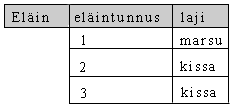 Eläin eläintunnus laji
1 marsu
2 kissa
3 kissa